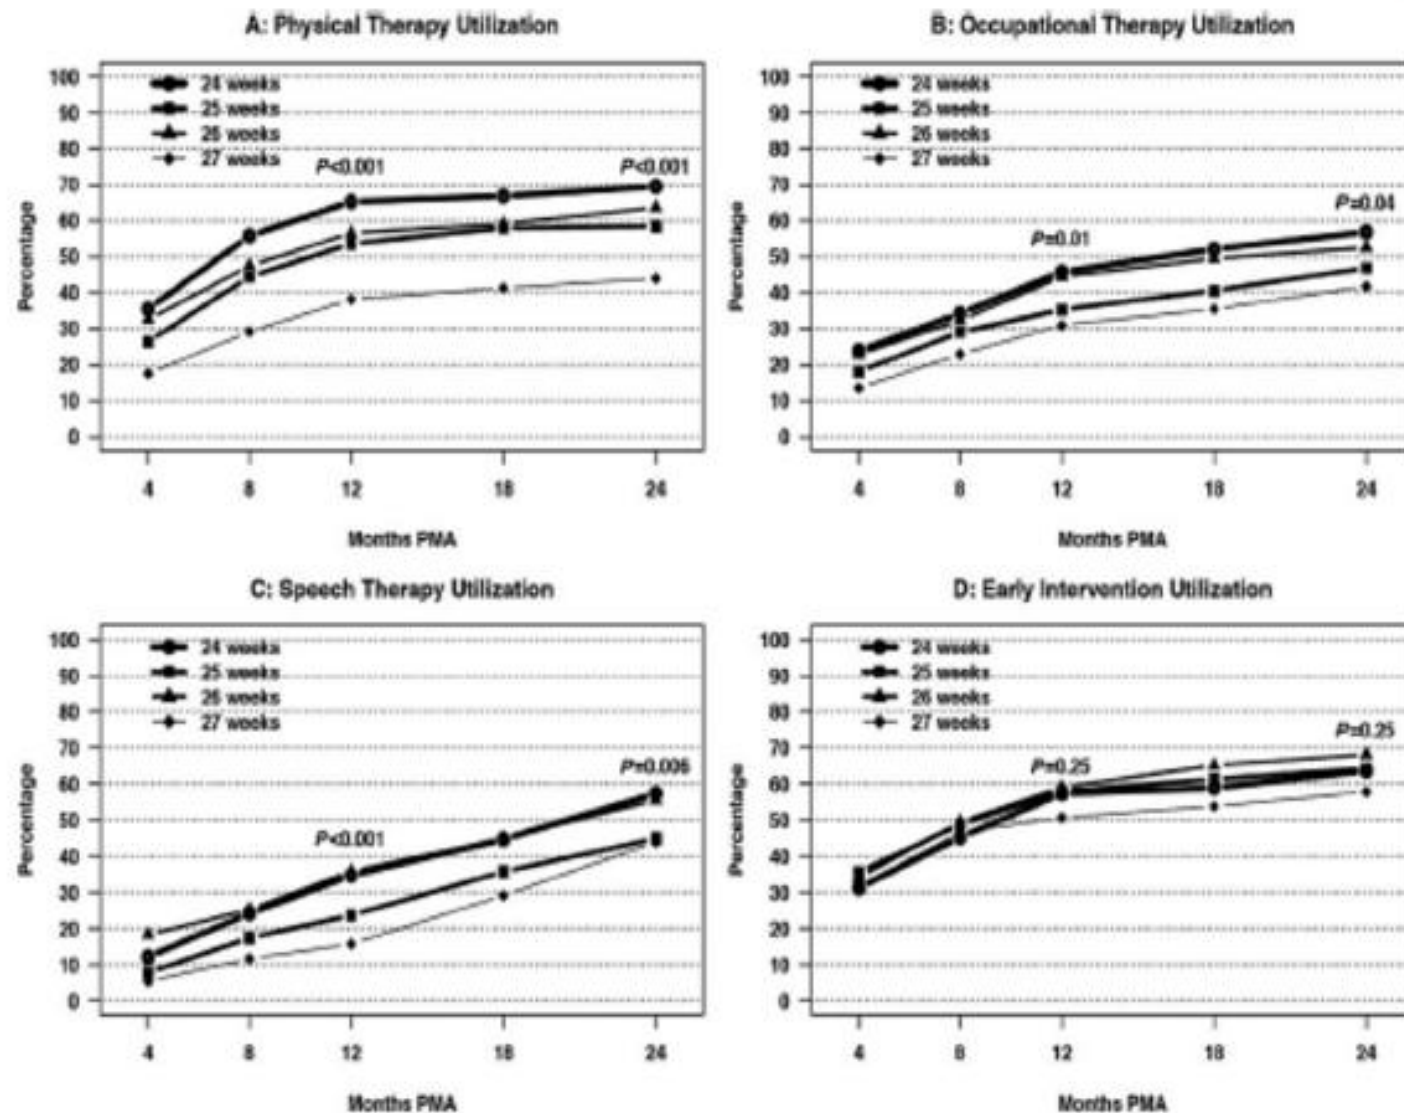 A: Physical Therapy Utilization
100
90
80
70
60
50
40
30
20
10
0
Percentage
24 weeks
25 weeks
26 weeks
27 weeks
P<0.001
P<0.001
4 8 12 18 24
Months PMA
B: Occupational Therapy Utilization
100
90
80
70
60
50
40
30
20
10
0
Percentage
24 weeks
25 weeks
26 weeks
27 weeks
P=0.01
P=0.04
4 8 12 18 24
Months PMA
C: Speech Therapy Utilization
100
90
80
70
60
50
40
30
20
10
0
Percentage
24 weeks
25 weeks
26 weeks
27 weeks
P<0.001
P=0.006
4 8 12 18 24
Months PMA
D: Early Intervention Utilization
100
90
80
70
60
50
40
30
20
10
0
Percentage
24 weeks
25 weeks
26 weeks
27 weeks
P=0.25
P=0.25
4 8 12 18 24
Months PMA